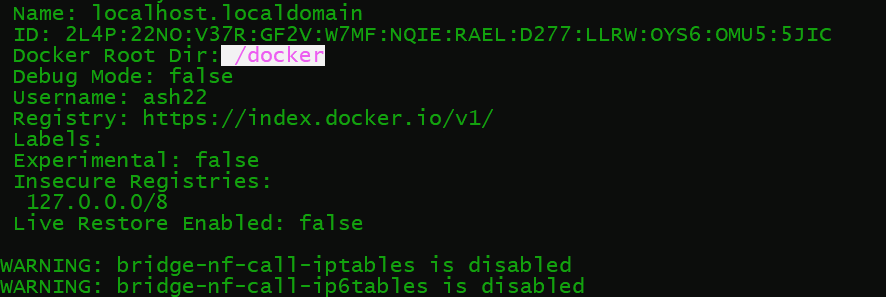 Name: localhost.localdomain
ID: 2L4P:22NO:V37R:GF2V:W7MF:NQIE:RAEL:D277:LLRW:OYS6:OMU5:5JIC
Docker Root Dir: /docker
Debug Mode: false
Username: ash22
Registry: https://index.docker.io/v1/
Labels:
Experimental: false
Insecure Registries:
127.0.0.0/8
Live Restore Enabled: false
WARNING: bridge-nf-call-iptables is disabled
WARNING: bridge-nf-call-ip6tables is disabled